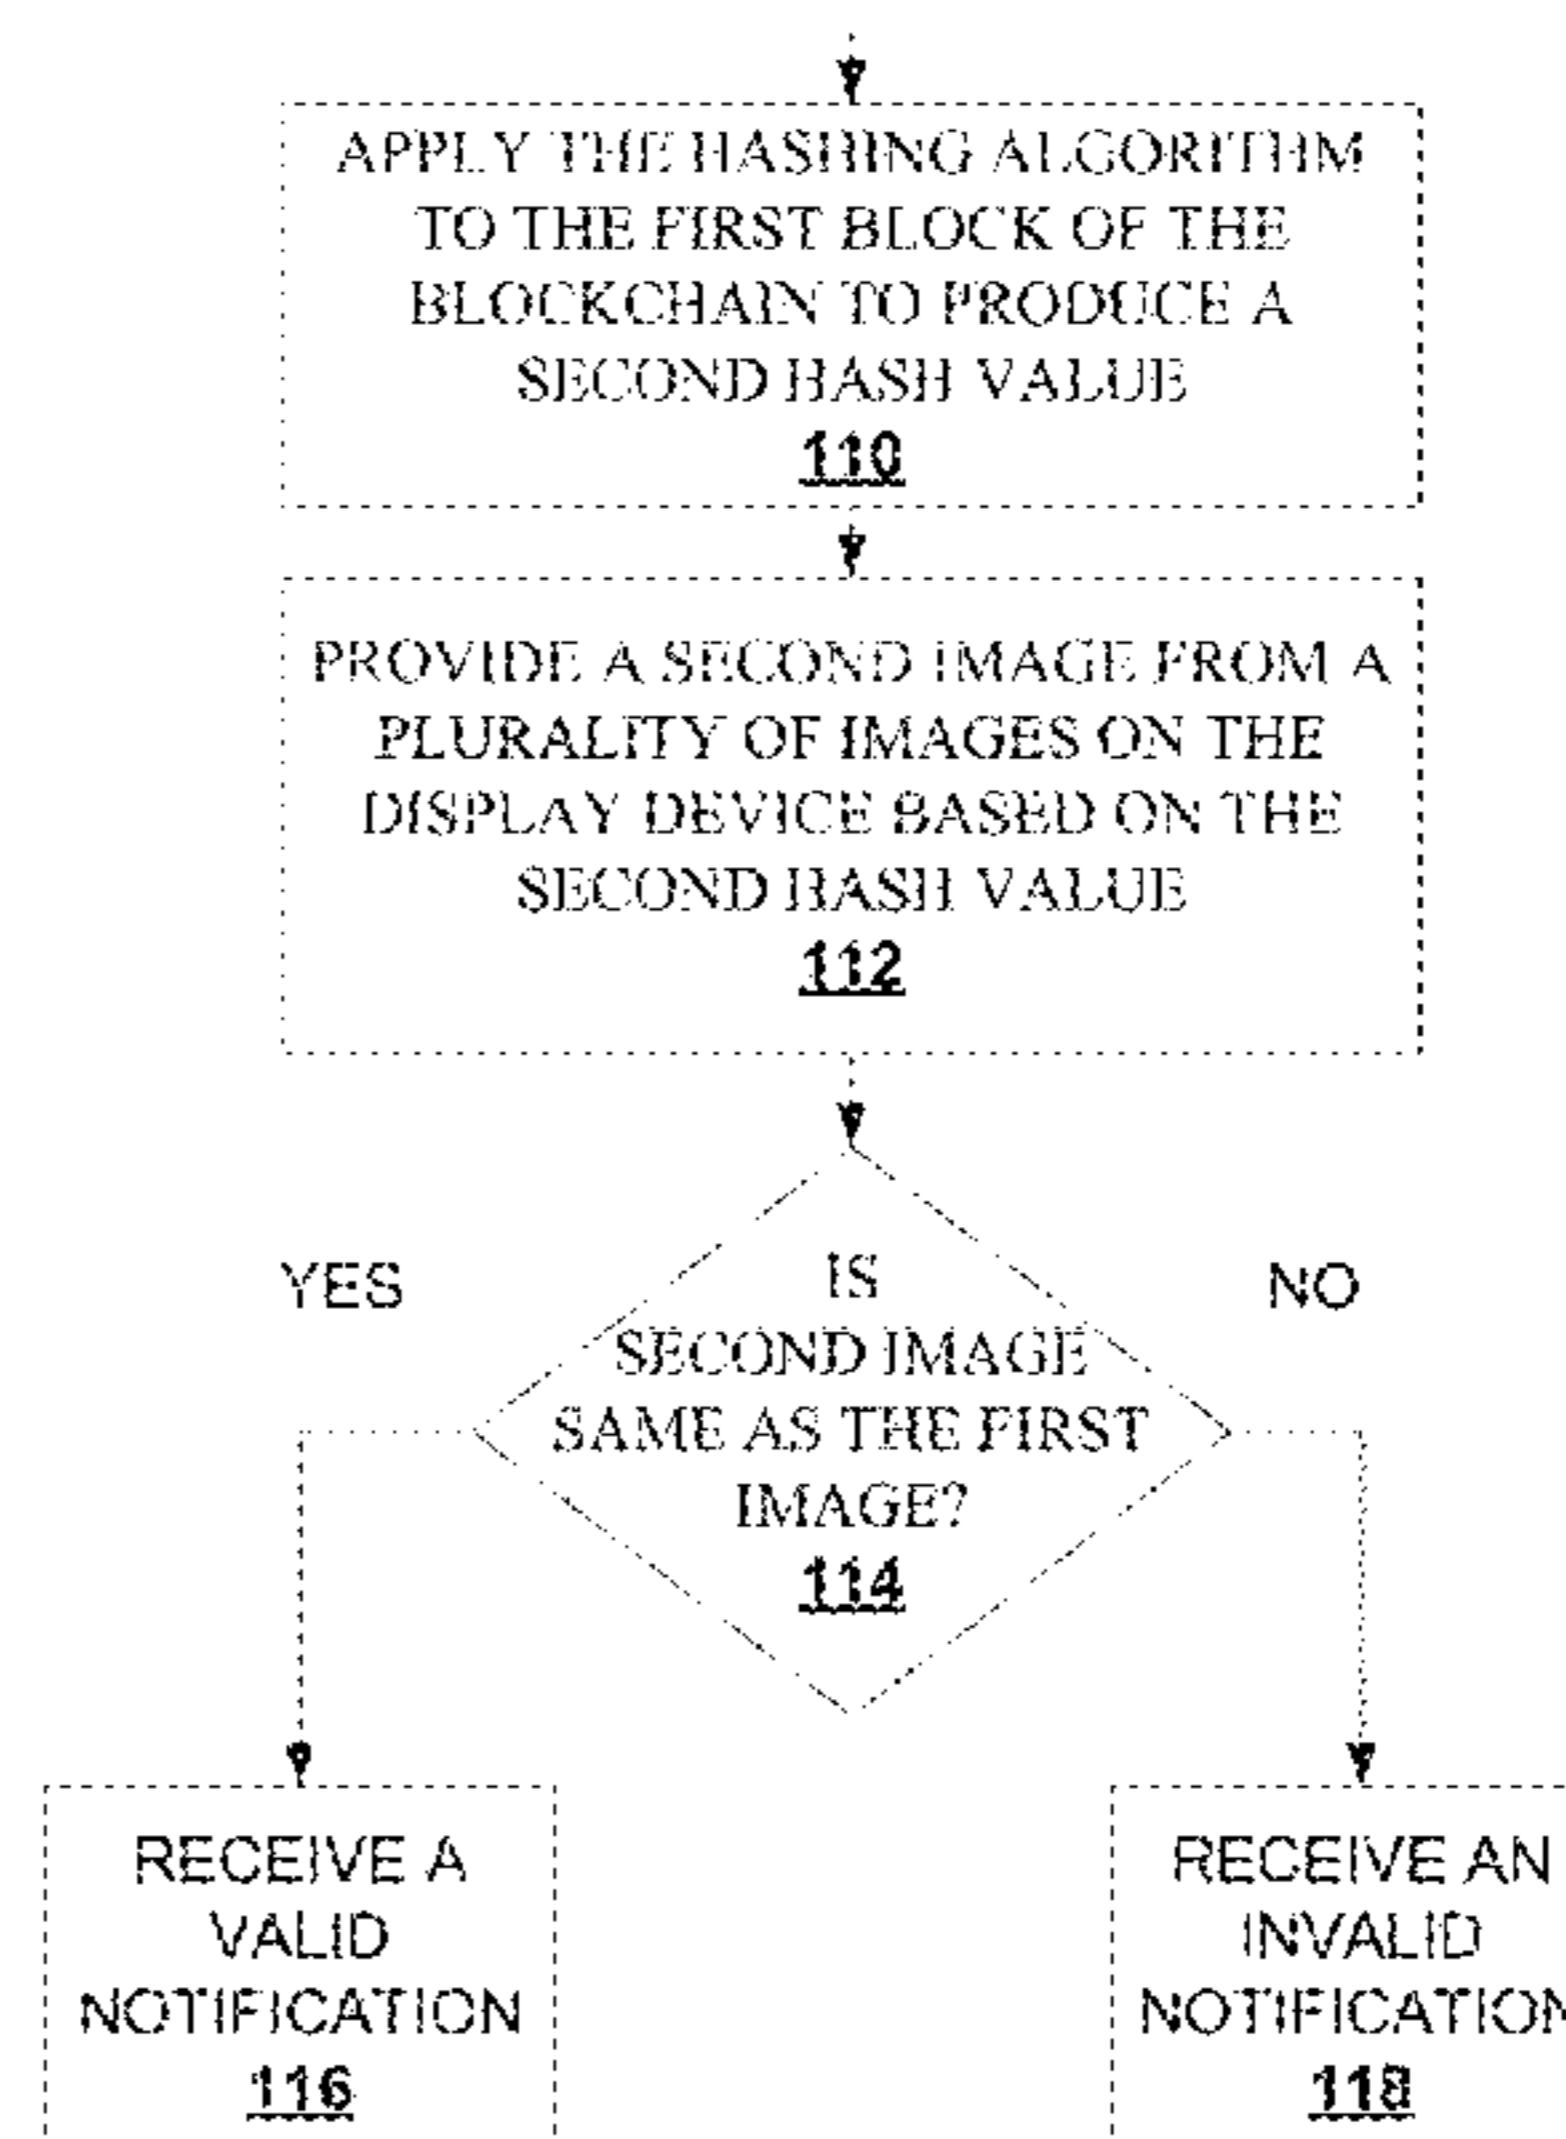 APPLY THE HASHING ALGORITHM
TO THE FIRST BLOCK OF THE
BLOCKCHAIN TO PRODUCE A
SECOND HASH VALUE
110
PROVIDE A SECOND IMAGE FROM A
PLURALITY OF IMAGES ON THE
DISPLAY DEVICE BASED ON THE
SECOND HASH VALUE
112
YES
IS
NO
SECOND IMAGE
SAME AS THE FIRST
IMAGE?
114
RECEIVE A
VALID
NOTIFICATION
116
RECEIVE AN
INVALID
NOTIFICATION
118